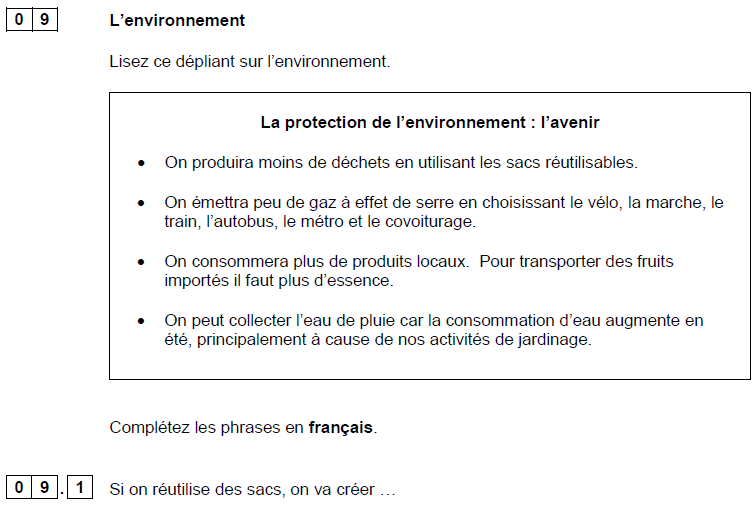 0 9 L'environnement
Lisez ce dépliant sur l'environnement.
La protection de l'environnement : l'avenir
• On produira moins de déchets en utilisant les sacs réutilisables.
• On émettra peu de gaz à effet de serre en choisissant le vélo, la marche, le
train, l'autobus, le métro et le covoiturage.
• On consommera plus de produits locaux. Pour transporter des fruits
importés il faut plus d'essence.
• On peut collecter l'eau de pluie car la consommation d'eau augmente en
été, principalement à cause de nos activités de jardinage.
Complétez les phrases en français.
0 9 . 1 Si on réutilise des sacs, on va créer …